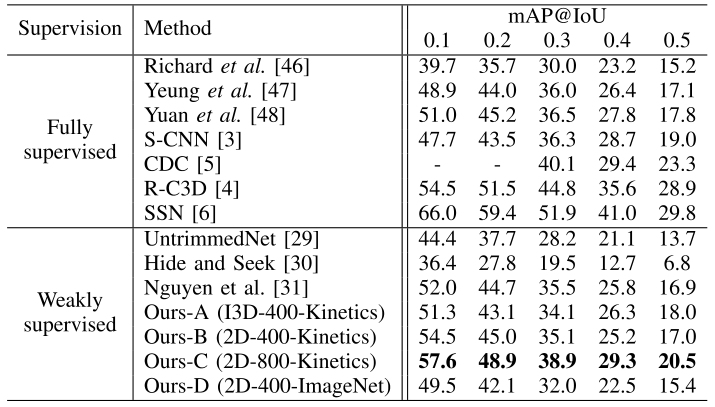 Supervision Method mAP@IoU
0.1 0.2 0.3 0.4 0.5
Fully supervised
Richard et al. [46] 39.7 35.7 30.0 23.2 15.2
Yeung et al. [47] 48.9 44.0 36.0 26.4 17.1
Yuan et al. [48] 51.0 45.2 36.5 27.8 17.8
S-CNN [3] 47.7 43.5 36.3 28.7 19.0
CDC [5] - - 40.1 29.4 23.3
R-C3D [4] 54.5 51.5 44.8 35.6 28.9
SSN [6] 66.0 59.4 51.9 41.0 29.8
Weakly supervised
UntrimmedNet [29] 44.4 37.7 28.2 21.1 13.7
Hide and Seek [30] 36.4 27.8 19.5 12.7 6.8
Nguyen et al. [31] 52.0 44.7 35.5 25.8 16.9
Ours-A (I3D-400-Kinetics) 51.3 43.1 34.1 26.3 18.0
Ours-B (2D-400-Kinetics) 54.5 45.0 35.1 25.2 17.0
Ours-C (2D-800-Kinetics) 57.6 48.9 38.9 29.3 20.5
Ours-D (2D-400-ImageNet) 49.5 42.1 32.0 22.5 15.4